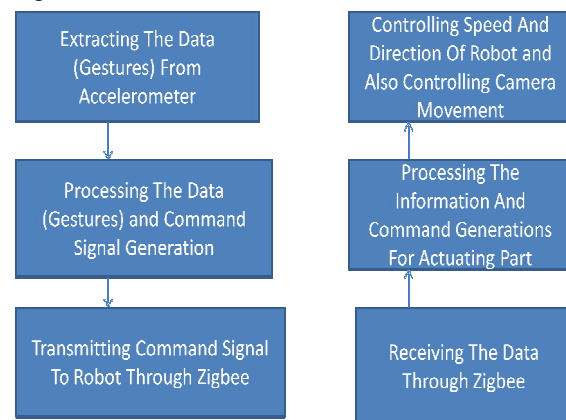 Extracting The Data
(Gestures) From
Accelerometer
Processing The Data
(Gestures) and Command
Signal Generation
Transmitting Command Signal
To Robot Through Zigbee
Controlling Speed And
Direction Of Robot and
Also Controlling Camera
Movement
Processing The
Information And
Command Generations
For Actuating Part
Receiving The Data
Through Zigbee